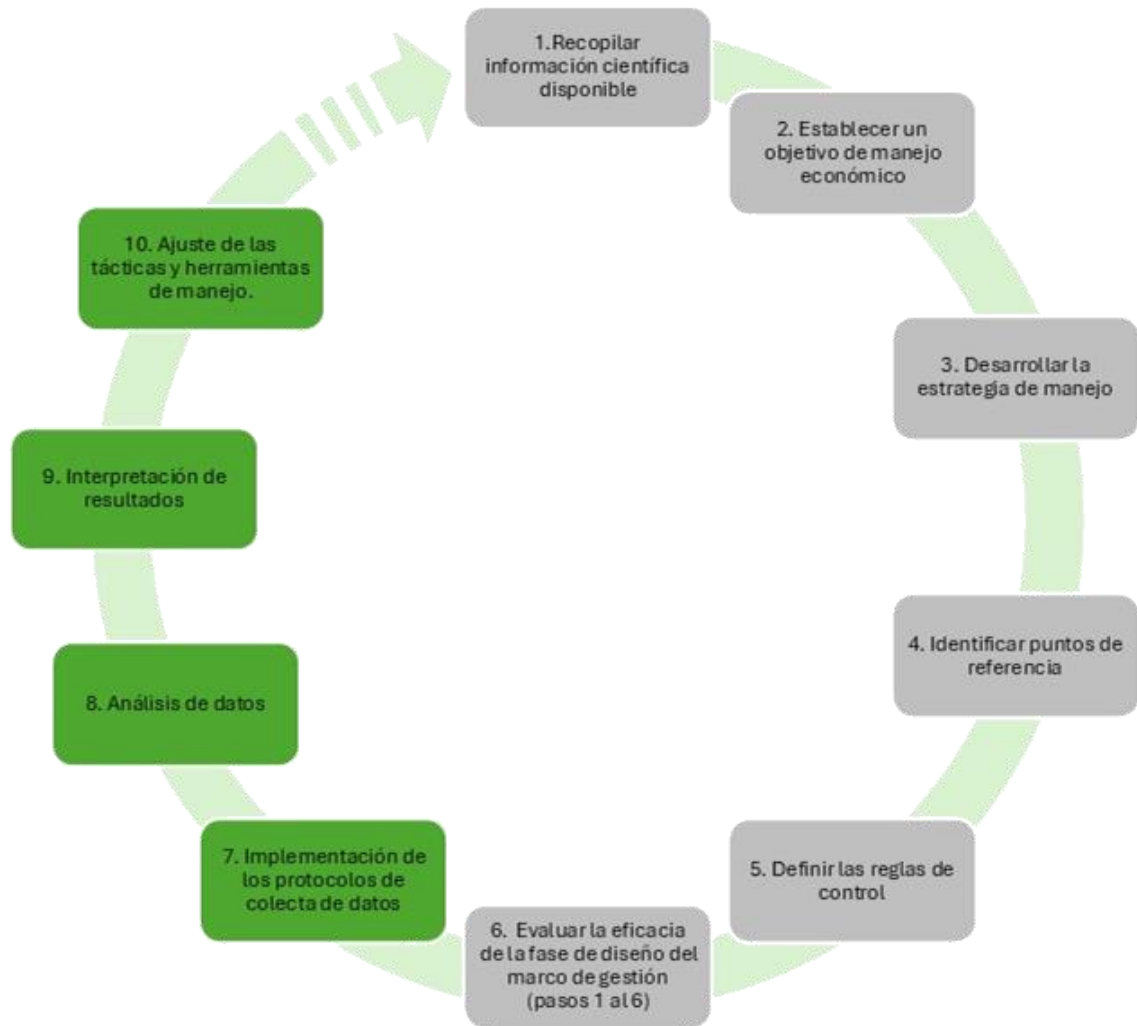 1.Recopilar
información científica
disponible
2. Establecer un
objetivo de manejo
económico
3. Desarrollar la
estrategia de manejo
4. Identificar puntos de
referencia
5. Definir las reglas de
control
6. Evaluar la eficacia
de la fase de diseño del
marco de gestión
(pasos 1 al 6)
7. Implementación de
los protocolos de
colecta de datos
8. Análisis de datos
9. Interpretación de
resultados
10. Ajuste de las
tácticas y herramientas
de manejo.